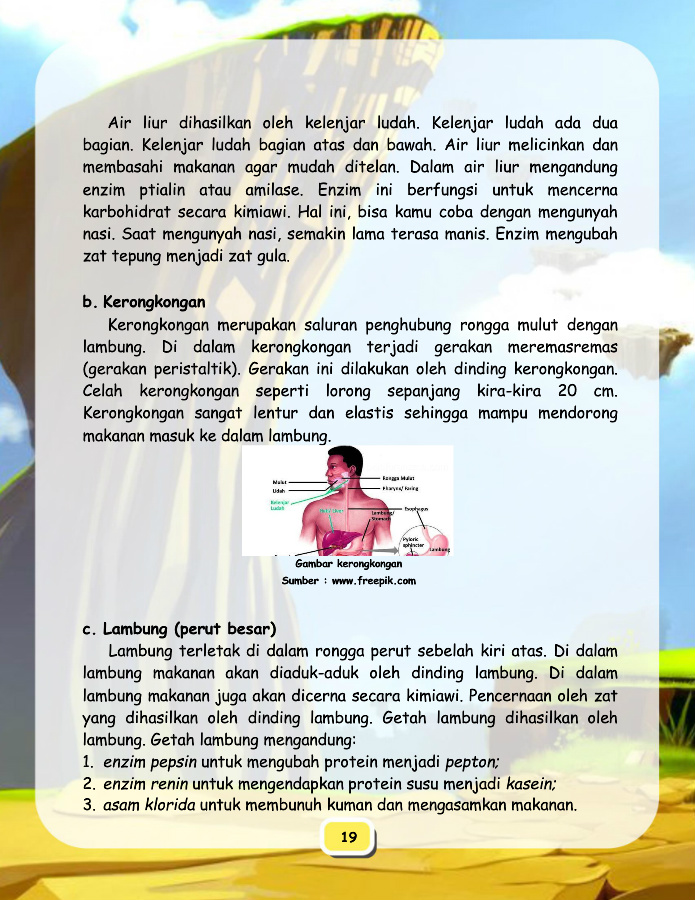 Air liur dihasilkan oleh kelenjar ludah. Kelenjar ludah ada dua
bagian. Kelenjar ludah bagian atas dan bawah. Air liur melicinkan dan
membasahi makanan agar mudah ditelan. Dalam air liur mengandung
enzim ptialin atau amilase. Enzim ini berfungsi untuk mencerna
karbohidrat secara kimiawi. Hal ini, bisa kamu coba dengan mengunyah
nasi. Saat mengunyah nasi, semakin lama terasa manis. Enzim mengubah
zat tepung menjadi zat gula.
b. Kerongkongan
Kerongkongan merupakan saluran penghubung rongga mulut dengan
lambung. Di dalam kerongkongan terjadi gerakan meremasremas
(gerakan peristaltik). Gerakan ini dilakukan oleh dinding kerongkongan.
Celah kerongkongan seperti lorong sepanjang kira-kira 20 cm.
Kerongkongan sangat lentur dan elastis sehingga mampu mendorong
makanan masuk ke dalam lambung.
Mulut
Lidah
Kelenjar
Ludah
Rongga Mulut
Pharynx/ Faring
Esophagus
Lambung/
Stomach
Pyloric
sphincter
Lambung
Gambar kerongkongan
Sumber : www.freepik.com
c. Lambung (perut besar)
Lambung terletak di dalam rongga perut sebelah kiri atas. Di dalam
lambung makanan akan diaduk-aduk oleh dinding lambung. Di dalam
lambung makanan juga akan dicerna secara kimiawi. Pencernaan oleh zat
yang dihasilkan oleh dinding lambung. Getah lambung dihasilkan oleh
lambung. Getah lambung mengandung:
1. enzim pepsin untuk mengubah protein menjadi pepton;
2. enzim renin untuk mengendapkan protein susu menjadi kasein;
3. asam klorida untuk membunuh kuman dan mengasamkan makanan.
19